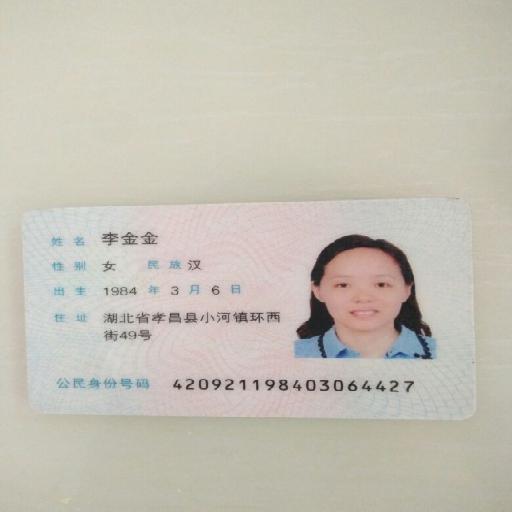 姓名 李金金
性别 女 民族 汉
出生 1984 年 3 月 6 日
住址 湖北省孝昌县小河镇环西
街49号
公民身份号码 420921198403064427